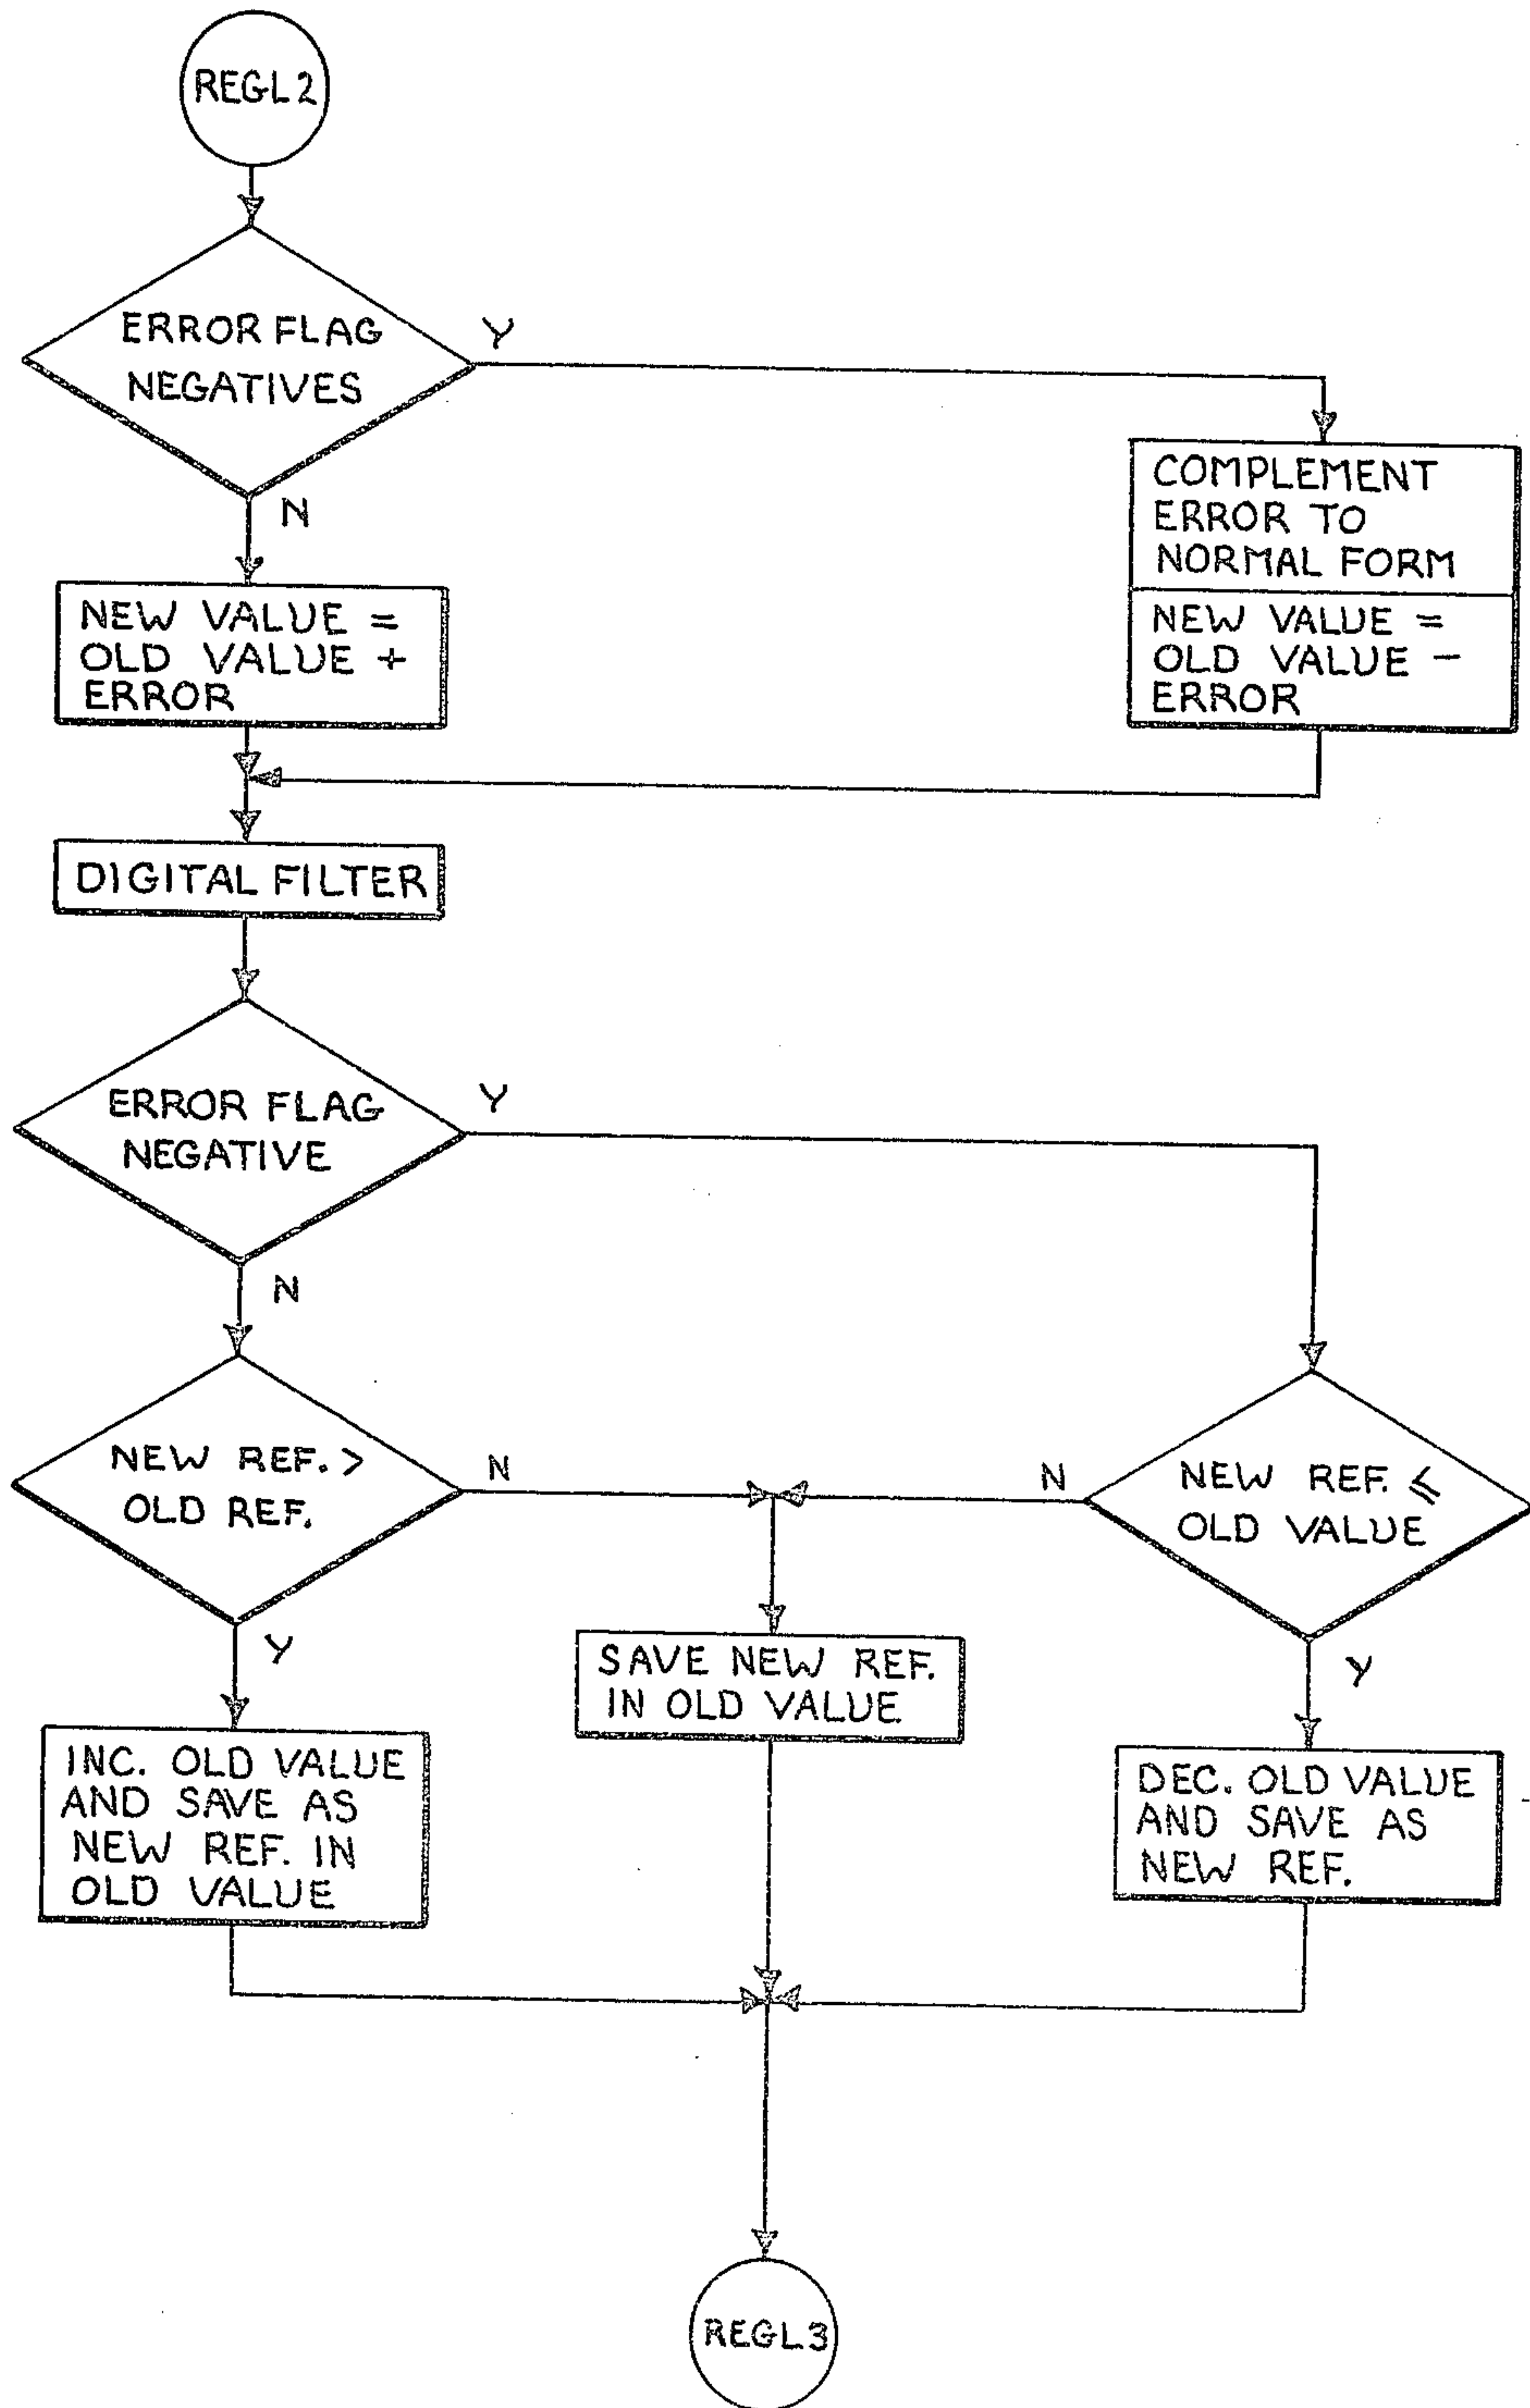 REGL2
ERROR FLAG
NEGATIVES
Y
N
COMPLEMENT
ERROR TO
NORMAL FORM
NEW VALUE =
OLD VALUE +
ERROR
NEW VALUE =
OLD VALUE -
ERROR
DIGITAL FILTER
ERROR FLAG
NEGATIVE
Y
N
NEW REF. >
OLD REF.
N
N
NEW REF. ≤
OLD VALUE
Y
SAVE NEW REF.
IN OLD VALUE
Y
INC. OLD VALUE
AND SAVE AS
NEW REF. IN
OLD VALUE
DEC. OLD VALUE
AND SAVE AS
NEW REF.
REGL3